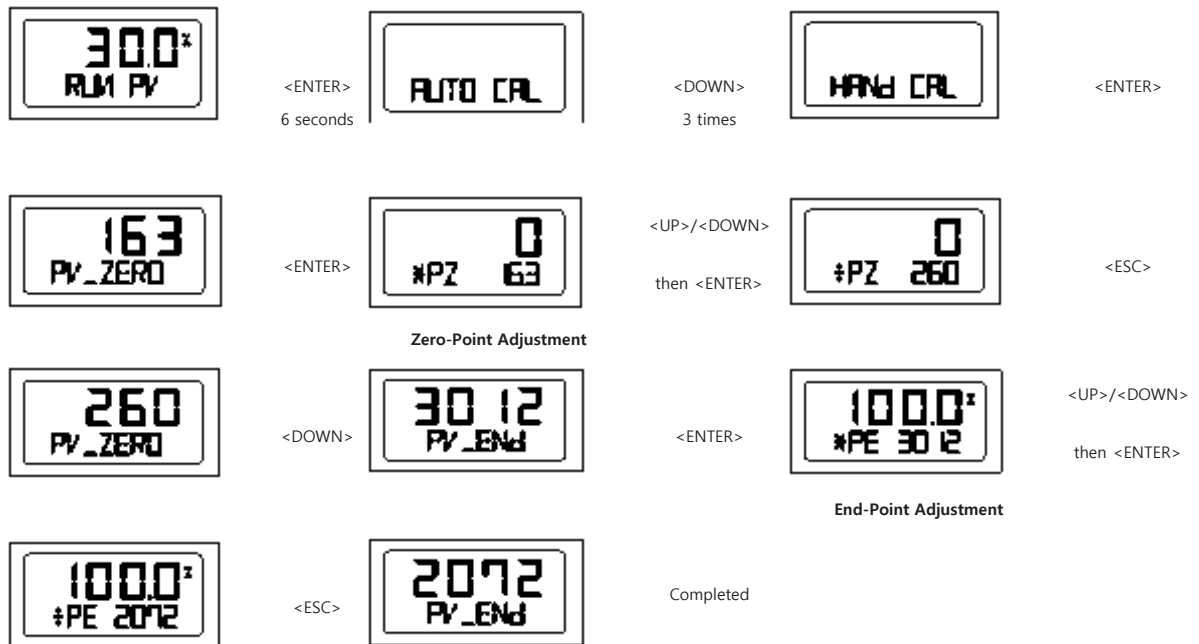 30.0%
RUN PV
<ENTER>
6 seconds
AUTO CAL
<DOWN>
3 times
HANd CAL
<ENTER>
163
PV_ZERO
<ENTER>
0
*PZ 163
<UP>/<DOWN>
then <ENTER>
0
PZ 260
<ESC>
Zero-Point Adjustment
260
PV_ZERO
<DOWN>
3012
PV_ENd
<ENTER>
100.0%
*PE 3012
<UP>/<DOWN>
then <ENTER>
End-Point Adjustment
100.0%
PE 2072
<ESC>
2072
PV_ENd
Completed